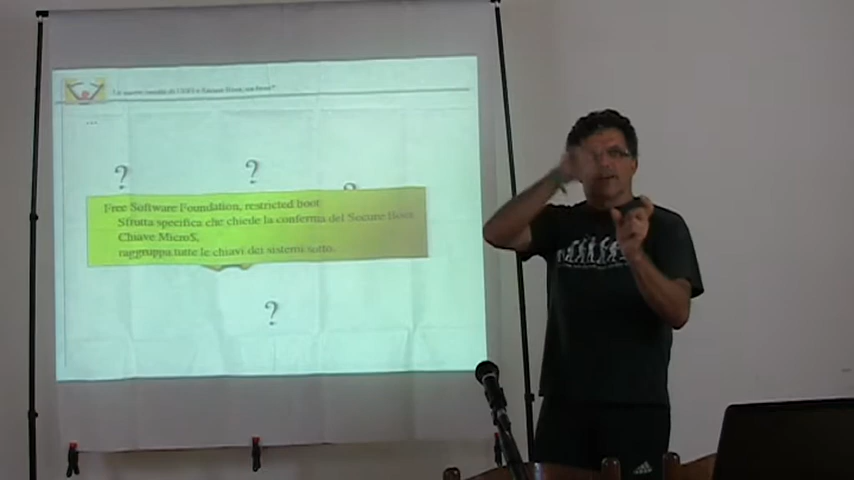 ...
?
?
?
Free Software Foundation, restricted boot
Sfrutta specifica che chiede la conferma del Secure Boot
Chiave Micro$,
raggruppa tutte le chiavi dei sistemi sotto.
?